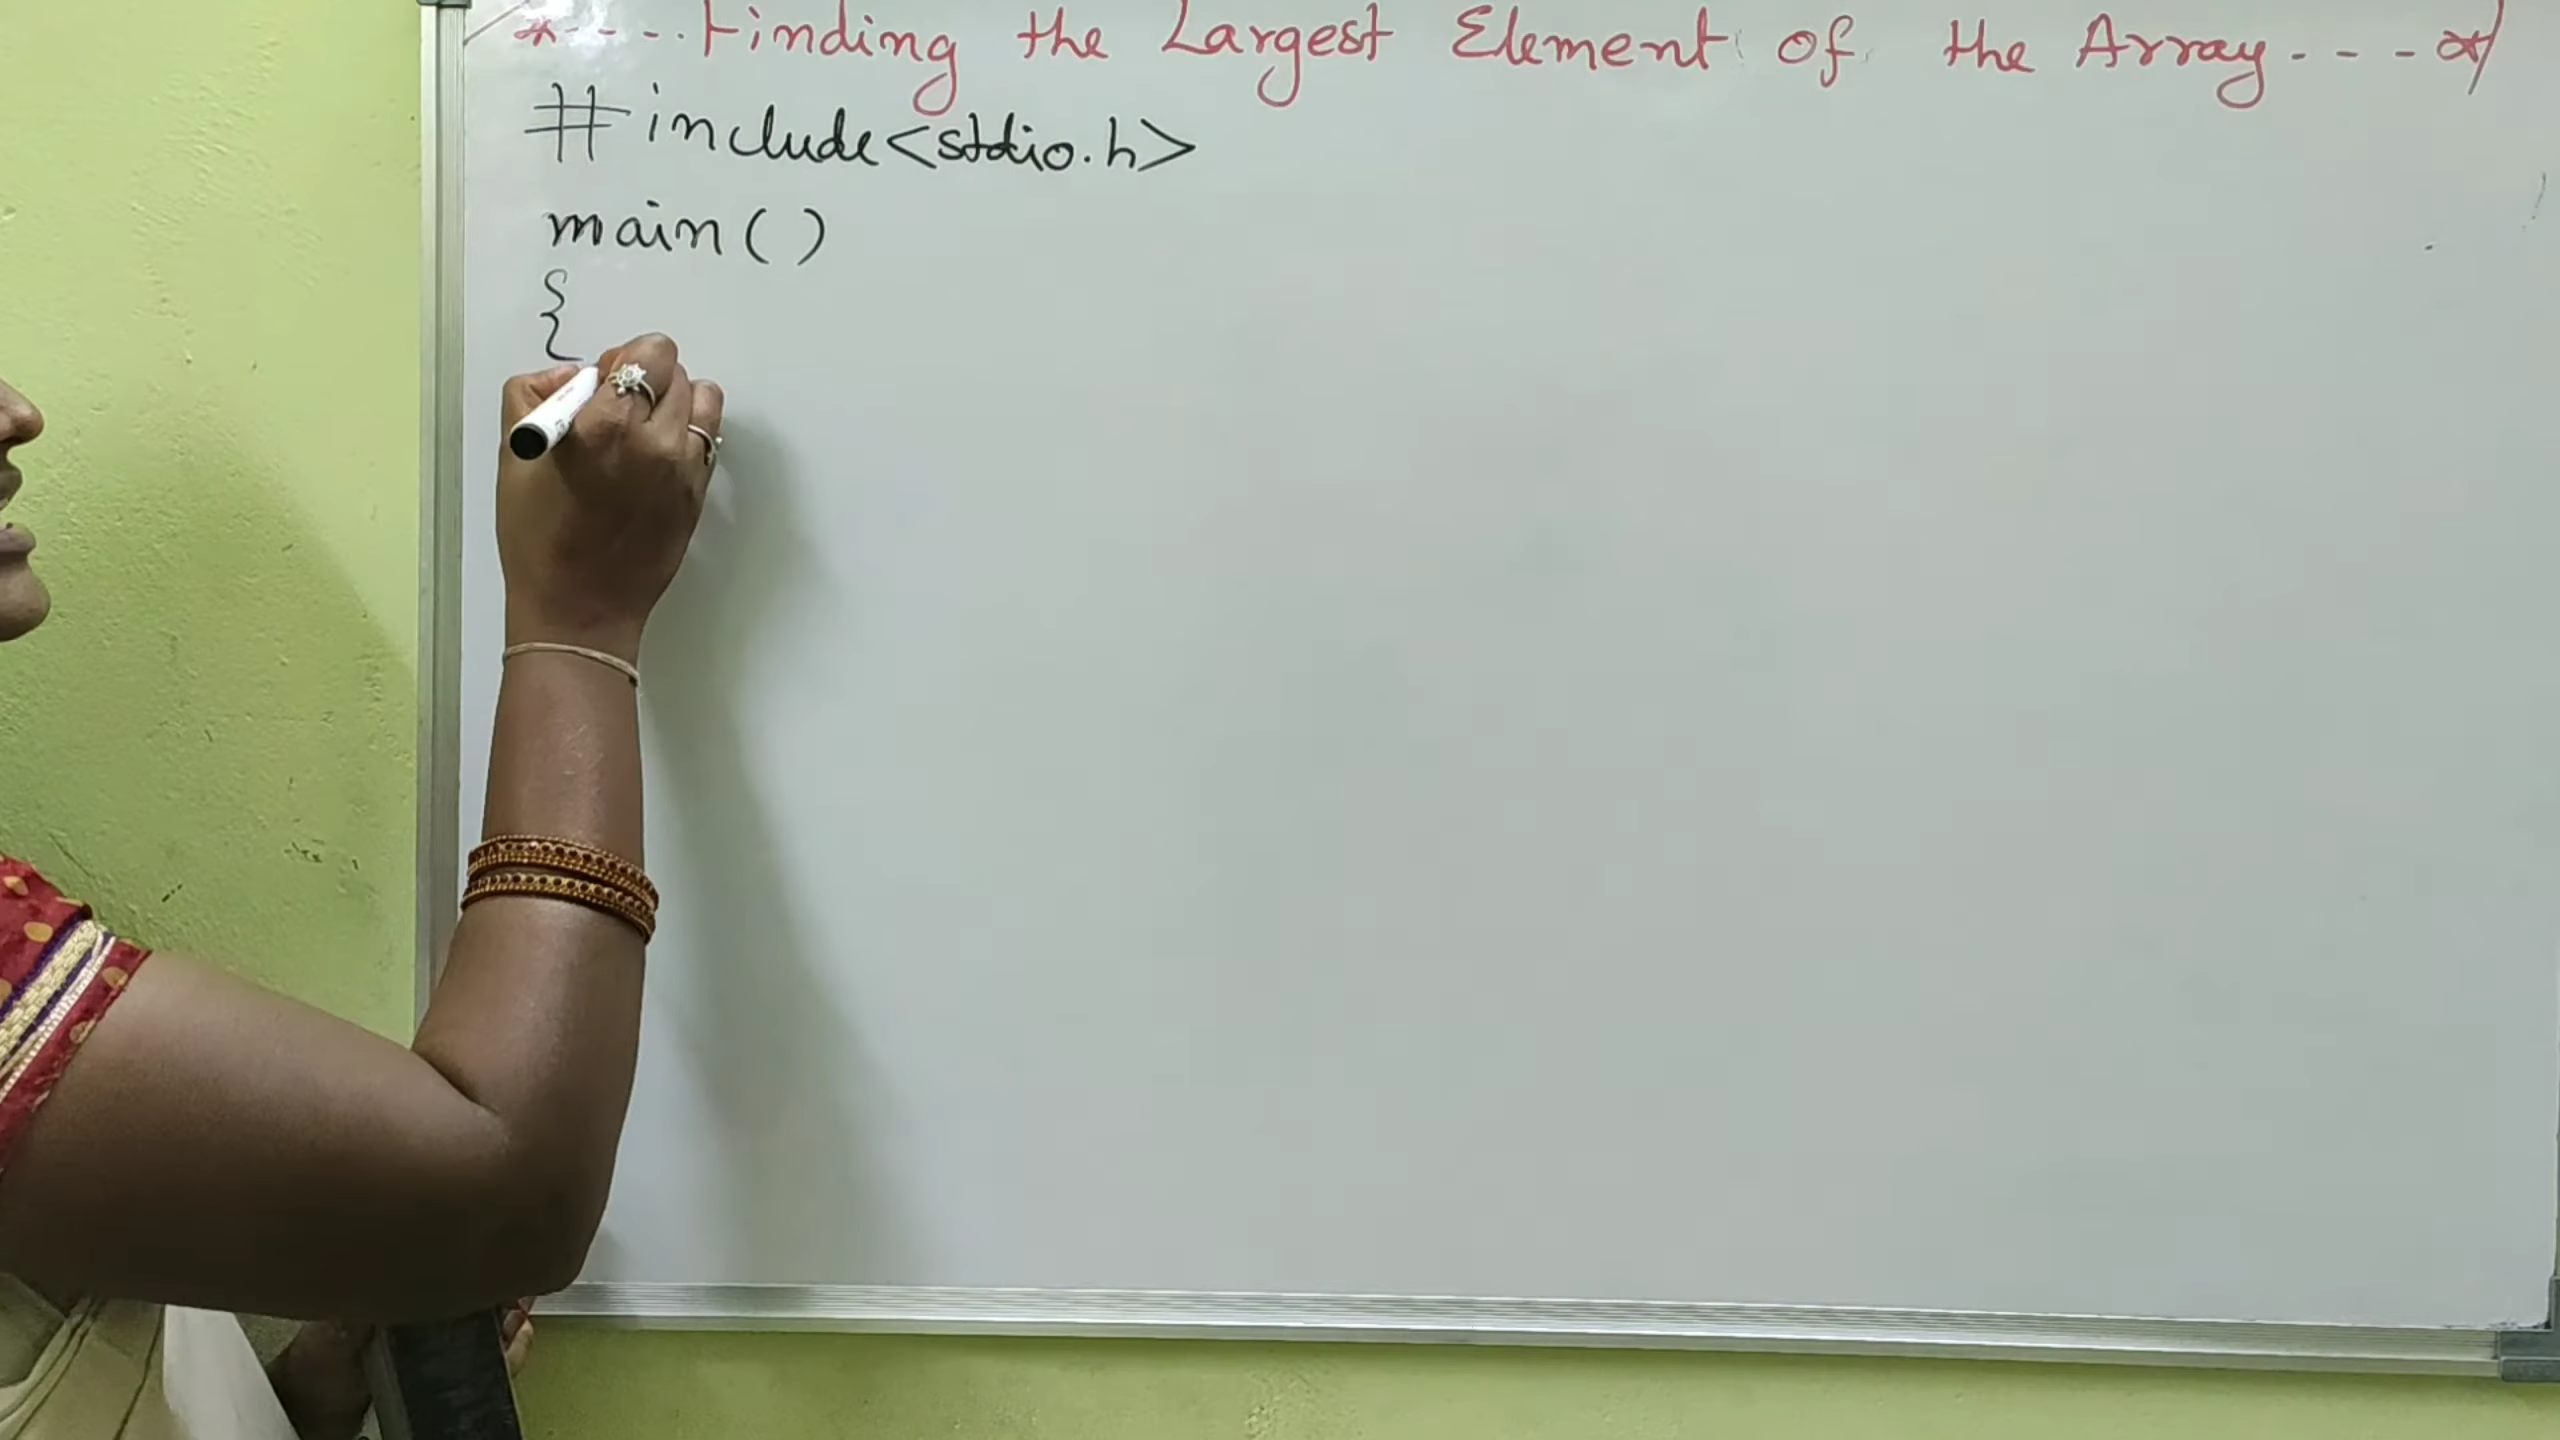 /*---- Finding the Largest Element of the Array---*/
#include<stdio.h>
main()
{